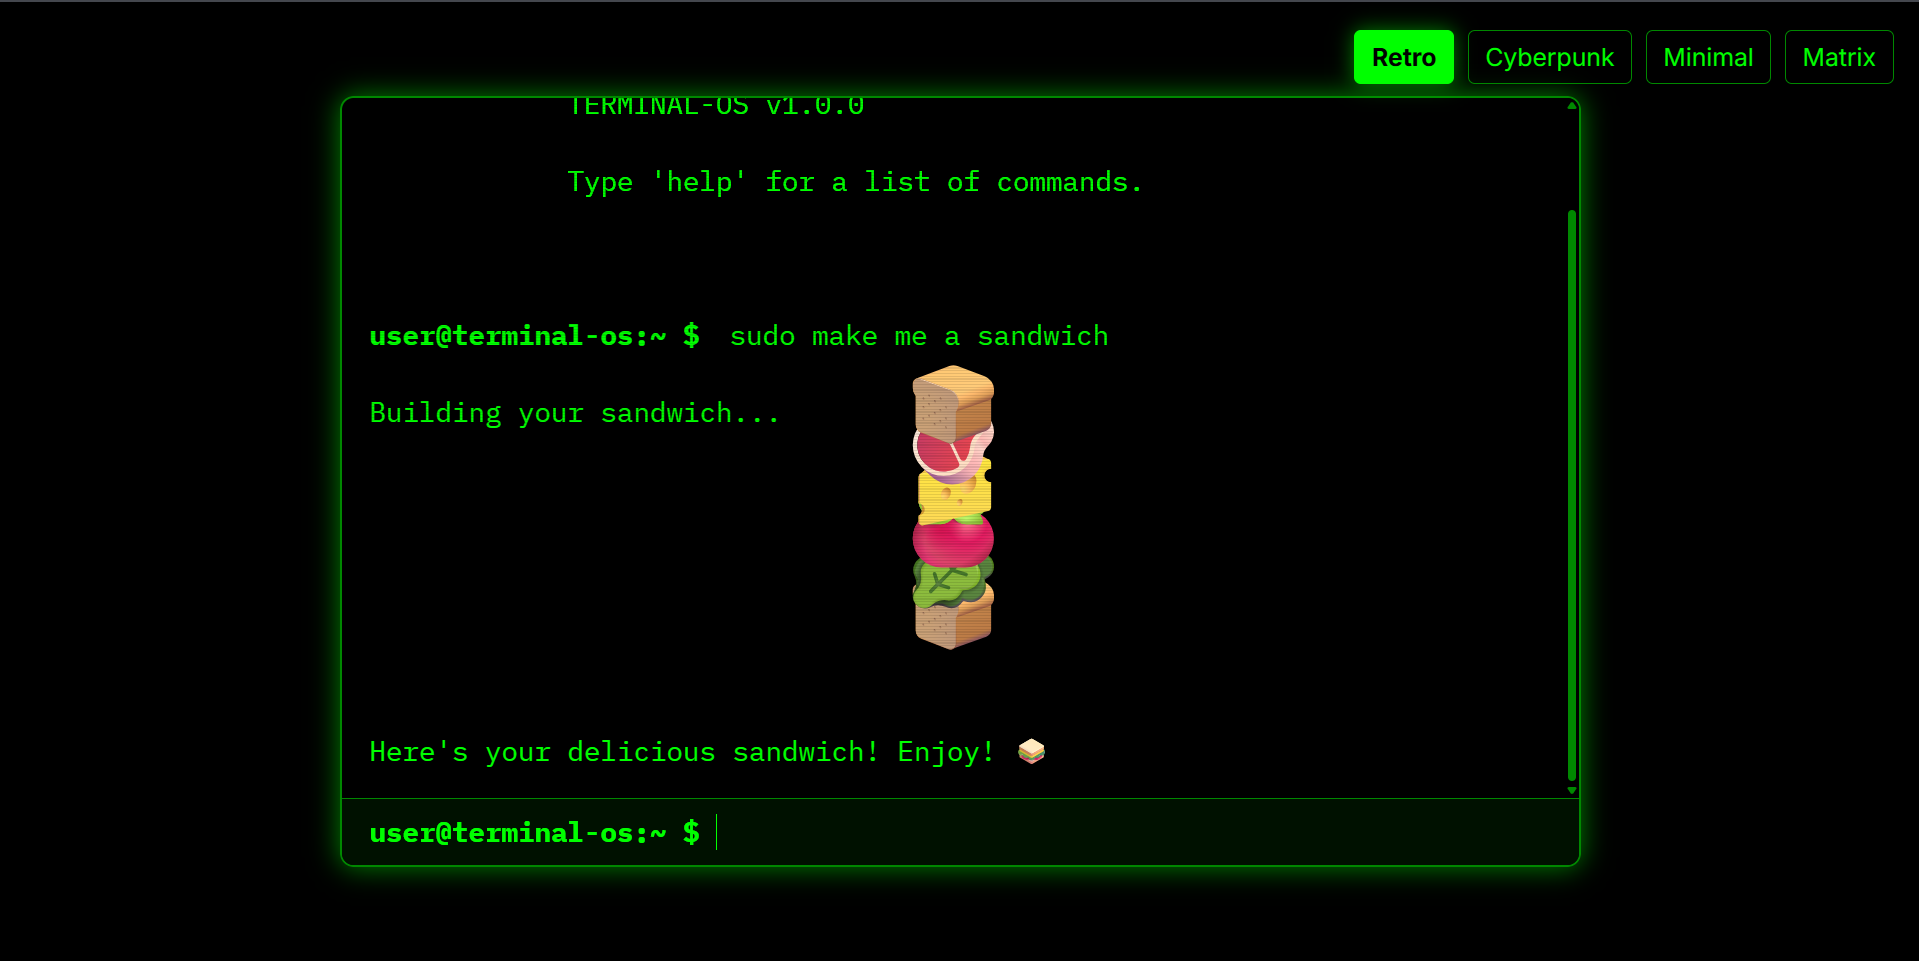 Retro
Cyberpunk
Minimal
Matrix
TERMINAL-OS v1.0.0
Type 'help' for a list of commands.
user@terminal-os:~ $ sudo make me a sandwich
Building your sandwich...
Here's your delicious sandwich! Enjoy! 🥪
user@terminal-os:~ $